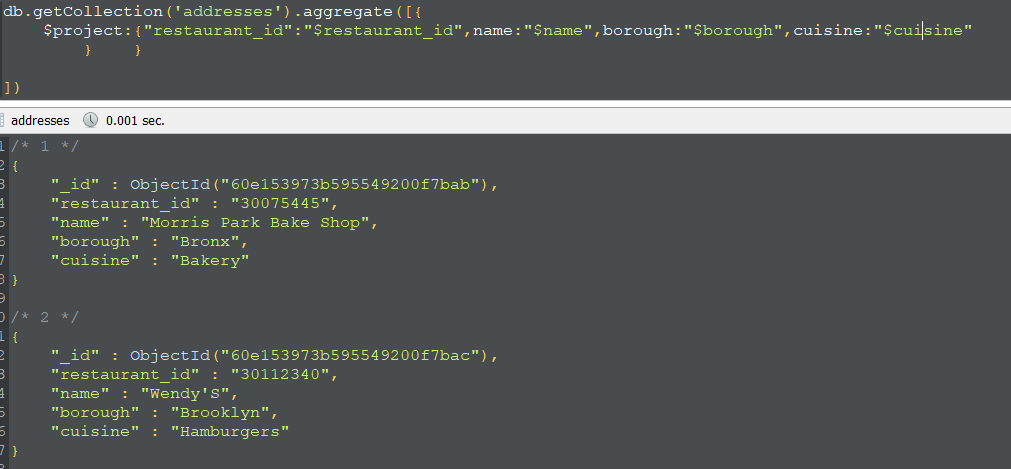 db.getCollection('addresses').aggregate([{
$project:{"restaurant_id":"$restaurant_id",name:"$name",borough:"$borough",cuisine:"$cuisine"
} }
])
addresses 0.001 sec.
1 /* 1 */
2 {
3 "_id" : ObjectId("60e153973b595549200f7bab"),
4 "restaurant_id" : "30075445",
5 "name" : "Morris Park Bake Shop",
6 "borough" : "Bronx",
7 "cuisine" : "Bakery"
8 }
9
0 /* 2 */
1 {
2 "_id" : ObjectId("60e153973b595549200f7bac"),
3 "restaurant_id" : "30112340",
4 "name" : "Wendy'S",
5 "borough" : "Brooklyn",
6 "cuisine" : "Hamburgers"
7 }